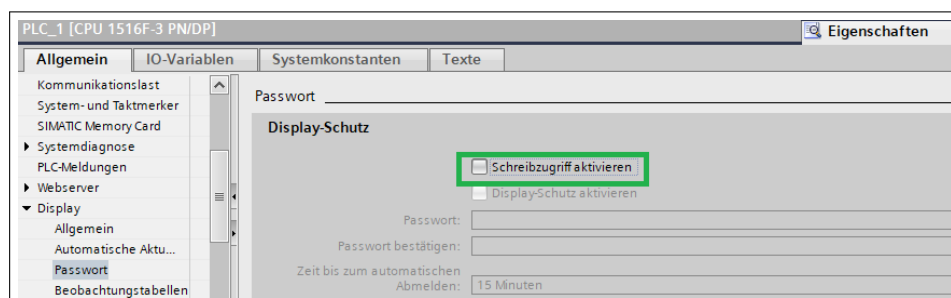 PLC_1 [CPU 1516F-3 PN/DP]
Eigenschaften
Allgemein IO-Variablen Systemkonstanten Texte
Kommunikationslast
System- und Taktmerker
SIMATIC Memory Card
Systemdiagnose
PLC-Meldungen
Webserver
Display
Allgemein
Automatische Aktu...
Passwort
Beobachtungstabellen
Passwort
Display-Schutz
Schreibzugriff aktivieren
Display-Schutz aktivieren
Passwort:
Passwort bestätigen:
Zeit bis zum automatischen
Abmelden: 15 Minuten